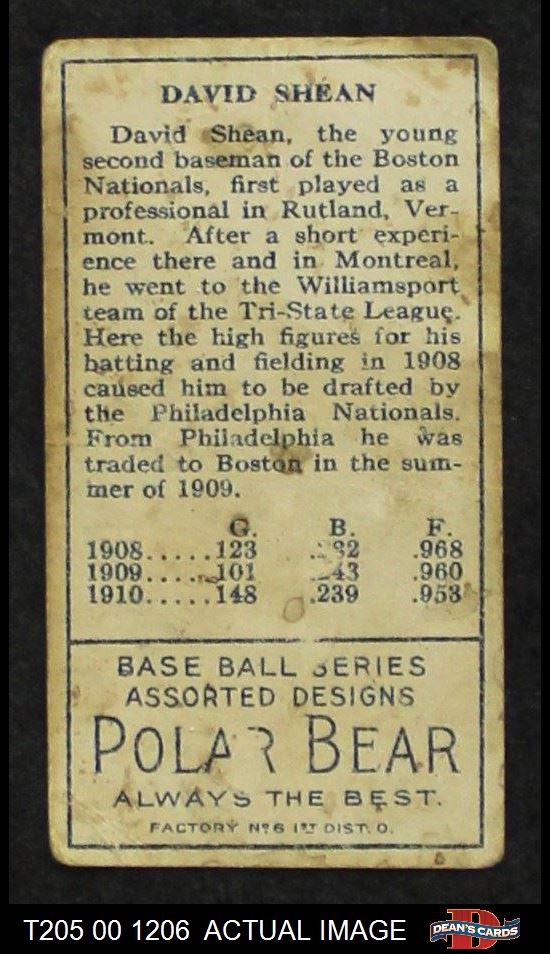 DAVID SHEAN
David Shean, the young
second baseman of the Boston
Nationals, first played as a
professional in Rutland, Ver-
mont. After a short experi-
ence there and in Montreal,
he went to the Williamsport
team of the Tri-State League.
Here the high figures for his
batting and fielding in 1908
caused him to be drafted by
the Philadelphia Nationals.
From Philadelphia he was
traded to Boston in the sum-
mer of 1909.
G. B. F.
1908.....123 .968
1909.....101 .960
1910.....148 .239 .953
BASE BALL SERIES
ASSORTED DESIGNS
POLAR BEAR
ALWAYS THE BEST.
FACTORY Nº 6 1ST DIST. O.
T205 00 1206 ACTUAL IMAGE
D
DEAN'S CARDS